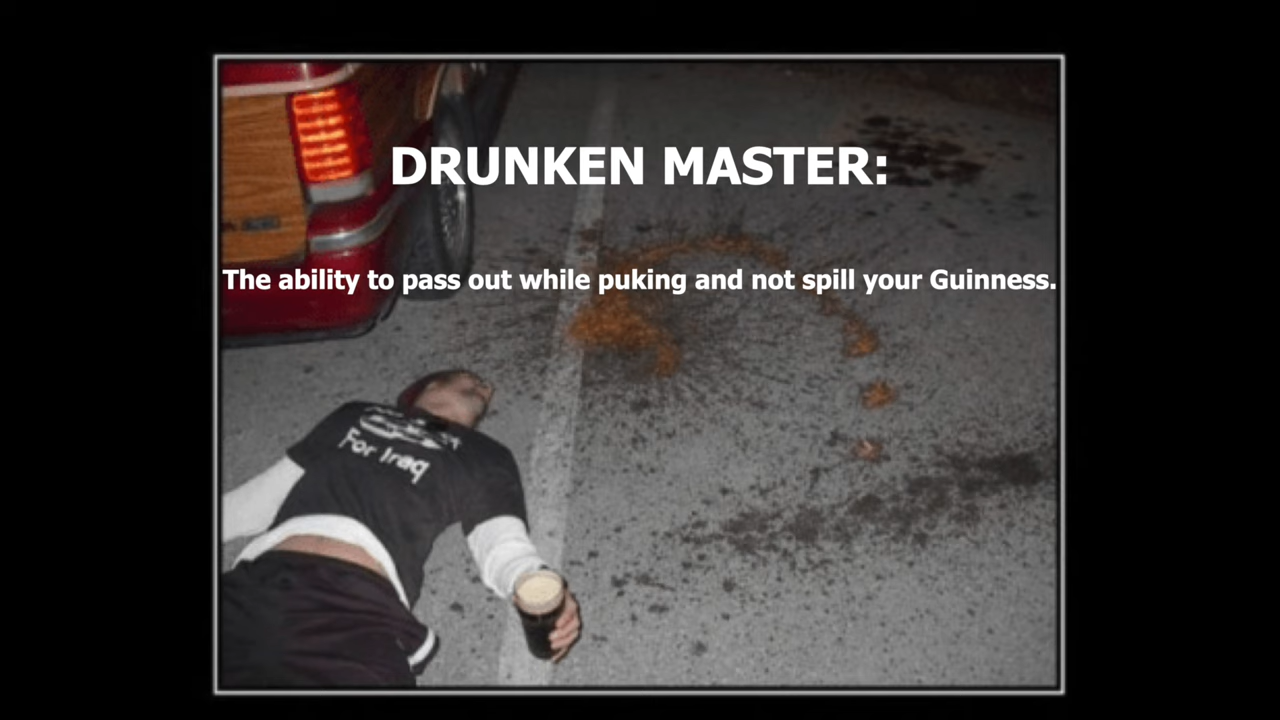 DRUNKEN MASTER:
The ability to pass out while puking and not spill your Guinness.
For Iraq